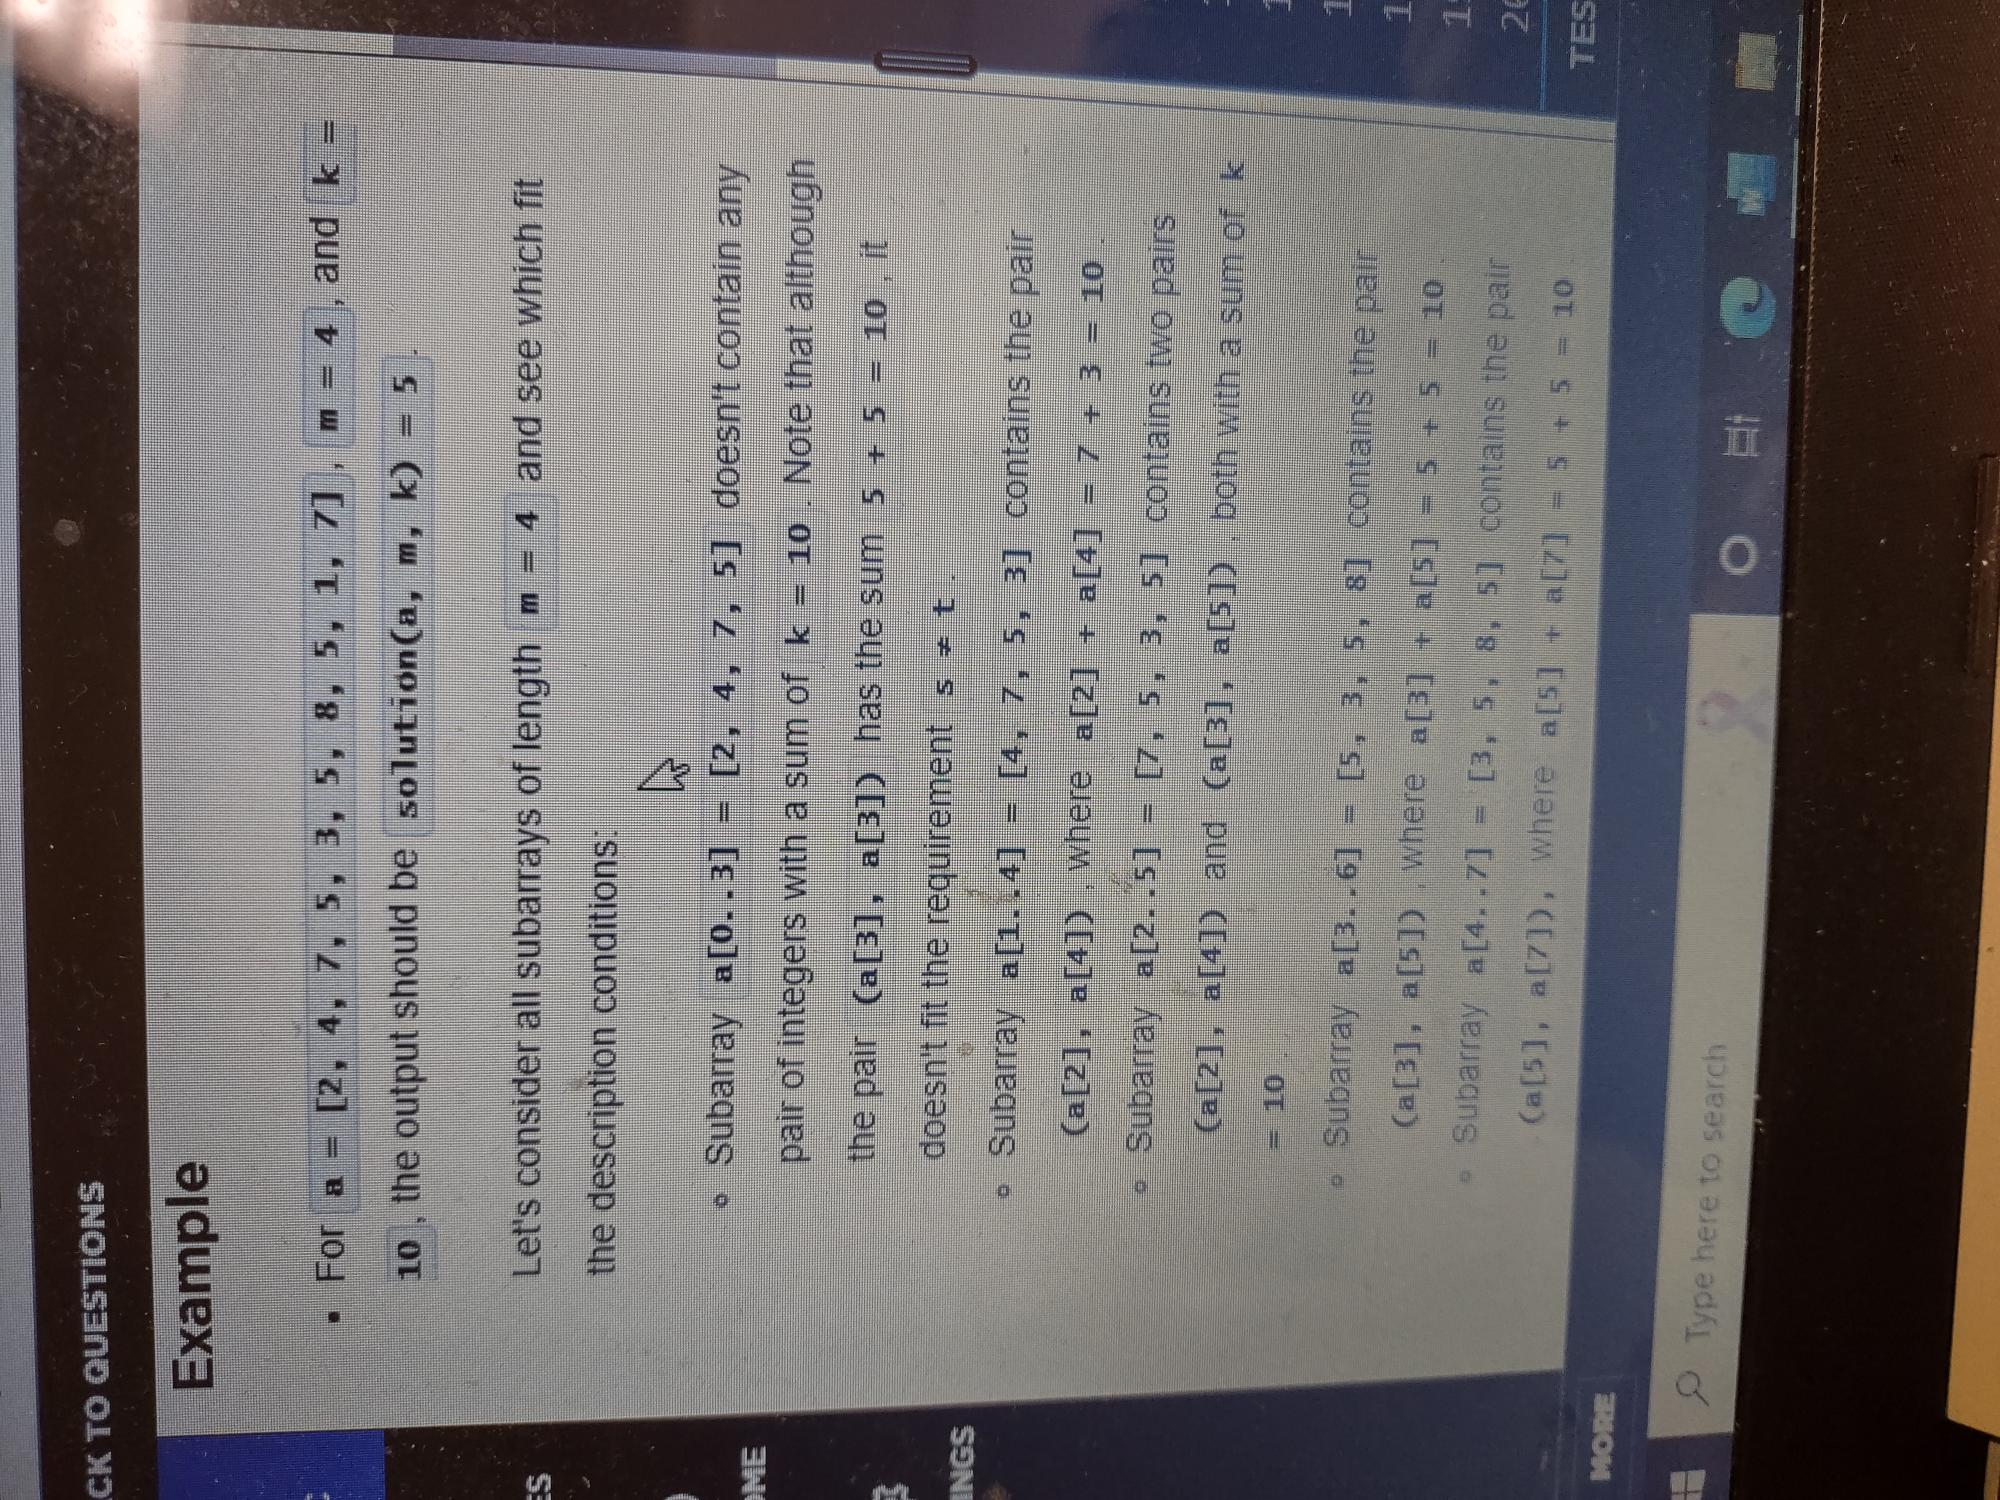 CK TO QUESTIONS
Example
For a = [2, 4, 7, 5, 3, 5, 8, 5, 1, 7] , m = 4 , and k =
10 , the output should be solution(a, m, k) = 5 .
Let's consider all subarrays of length m = 4 and see which fit
the description conditions:
ES
Subarray a[0..3] = [2, 4, 7, 5] doesn't contain any
OME
pair of integers with a sum of k = 10 . Note that although
the pair (a[3], a[3]) has the sum 5 + 5 = 10 , it
doesn't fit the requirement s ≠ t .
INGS
Subarray a[1..4] = [4, 7, 5, 3] contains the pair
(a[2], a[4]) , where a[2] + a[4] = 7 + 3 = 10 .
Subarray a[2..5] = [7, 5, 3, 5] contains two pairs
(a[2], a[4]) and (a[3], a[5]) , both with a sum of k
= 10 .
Subarray a[3..6] = [5, 3, 5, 8] contains the pair
(a[3], a[5]) , where a[3] + a[5] = 5 + 5 = 10 .
Subarray a[4..7] = [3, 5, 8, 5] contains the pair
(a[5], a[7]), where a[5] + a[7] = 5 + 5 = 10
TES
MORE
Type here to search